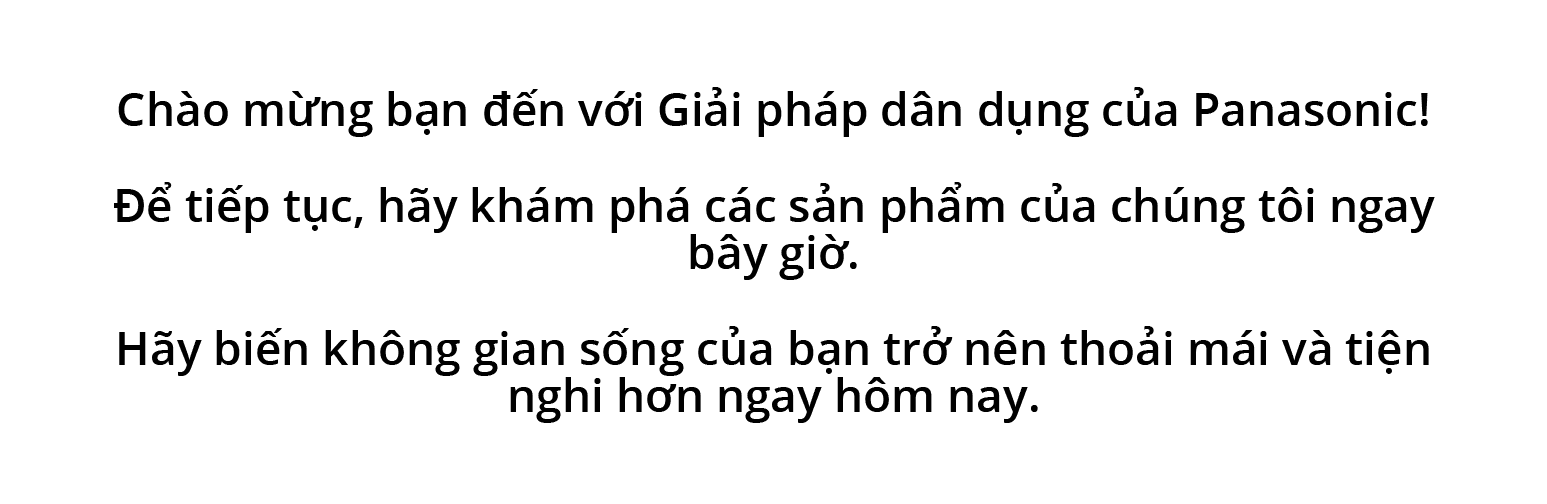 Chào mừng bạn đến với Giải pháp dân dụng của Panasonic!
Để tiếp tục, hãy khám phá các sản phẩm của chúng tôi ngay
bây giờ.
Hãy biến không gian sống của bạn trở nên thoải mái và tiện
nghi hơn ngay hôm nay.